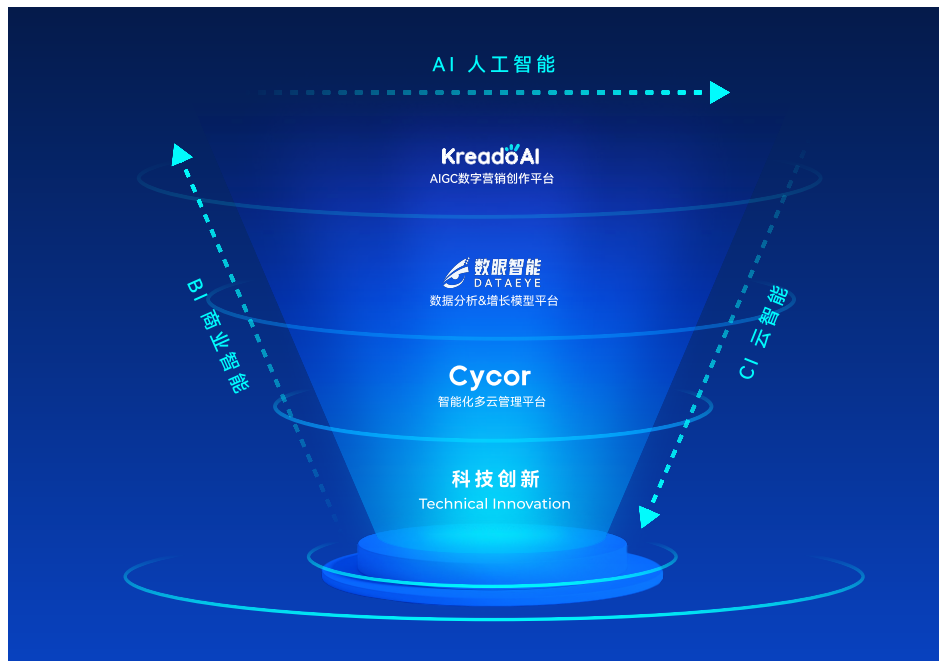 AI 人工智能
KreadoAI
AIGC数字营销创作平台
BI 商业智能
数眼智能
DATAEYE
数据分析&增长模型平台
CI 云智能
Cycor
智能化多云管理平台
科技创新
Technical Innovation